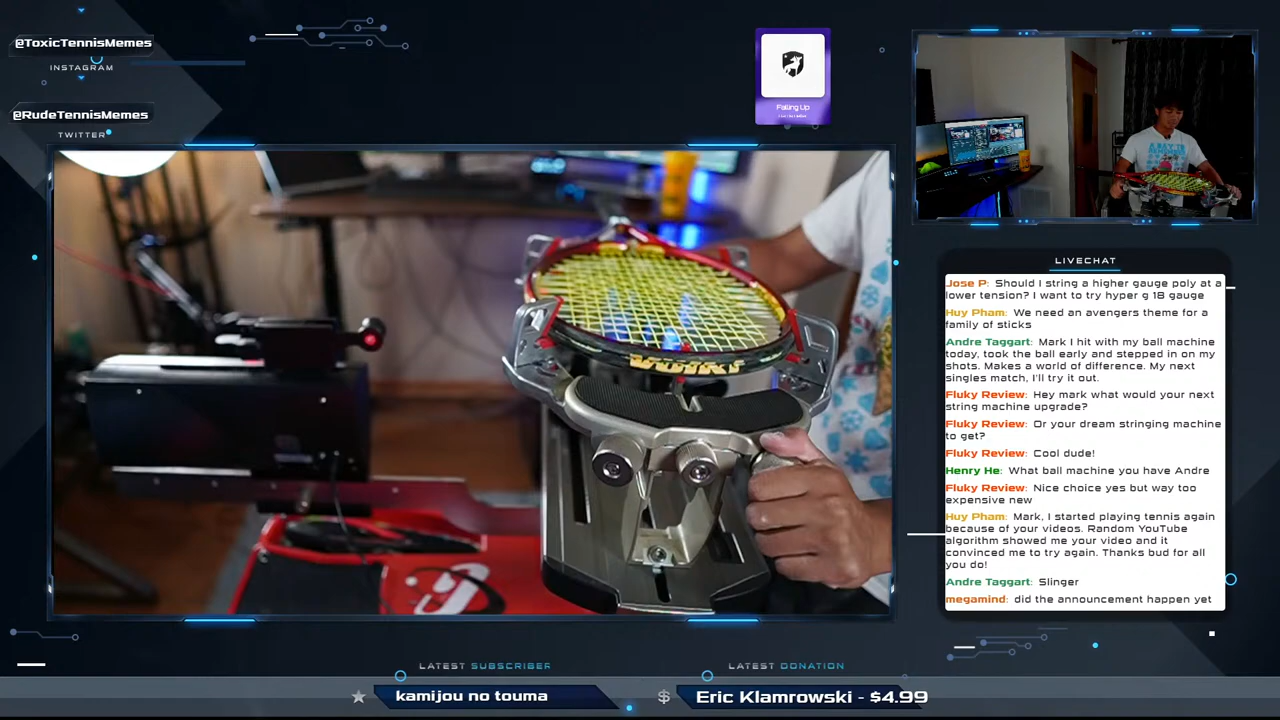 @ToxicTennisMemes
INSTAGRAM
@RudeTennisMemes
TWITTER
Falling Up
LIVECHAT
Jose P: Should I string a higher gauge poly at a
lower tension? I want to try hyper g 18 gauge
Huy Pham: We need an avengers theme for a
family of sticks
Andre Taggart: Mark I hit with my ball machine
today, took the ball early and stepped in on my
shots. Makes a world of difference. My next
singles match, I'll try it out.
Fluky Review: Hey mark what would your next
string machine upgrade?
Fluky Review: Or your dream stringing machine
to get?
Fluky Review: Cool dude!
Henry He: What ball machine you have Andre
Fluky Review: Nice choice yes but way too
expensive new
Huy Pham: Mark, I started playing tennis again
because of your videos. Random YouTube
algorithm showed me your video and it
convinced me to try again. Thanks bud for all
you do!
Andre Taggart: Slinger
megamind: did the announcement happen yet
LATEST SUBSCRIBER
kamijou no touma
LATEST DONATION
$ Eric Klamrowski - $4.99